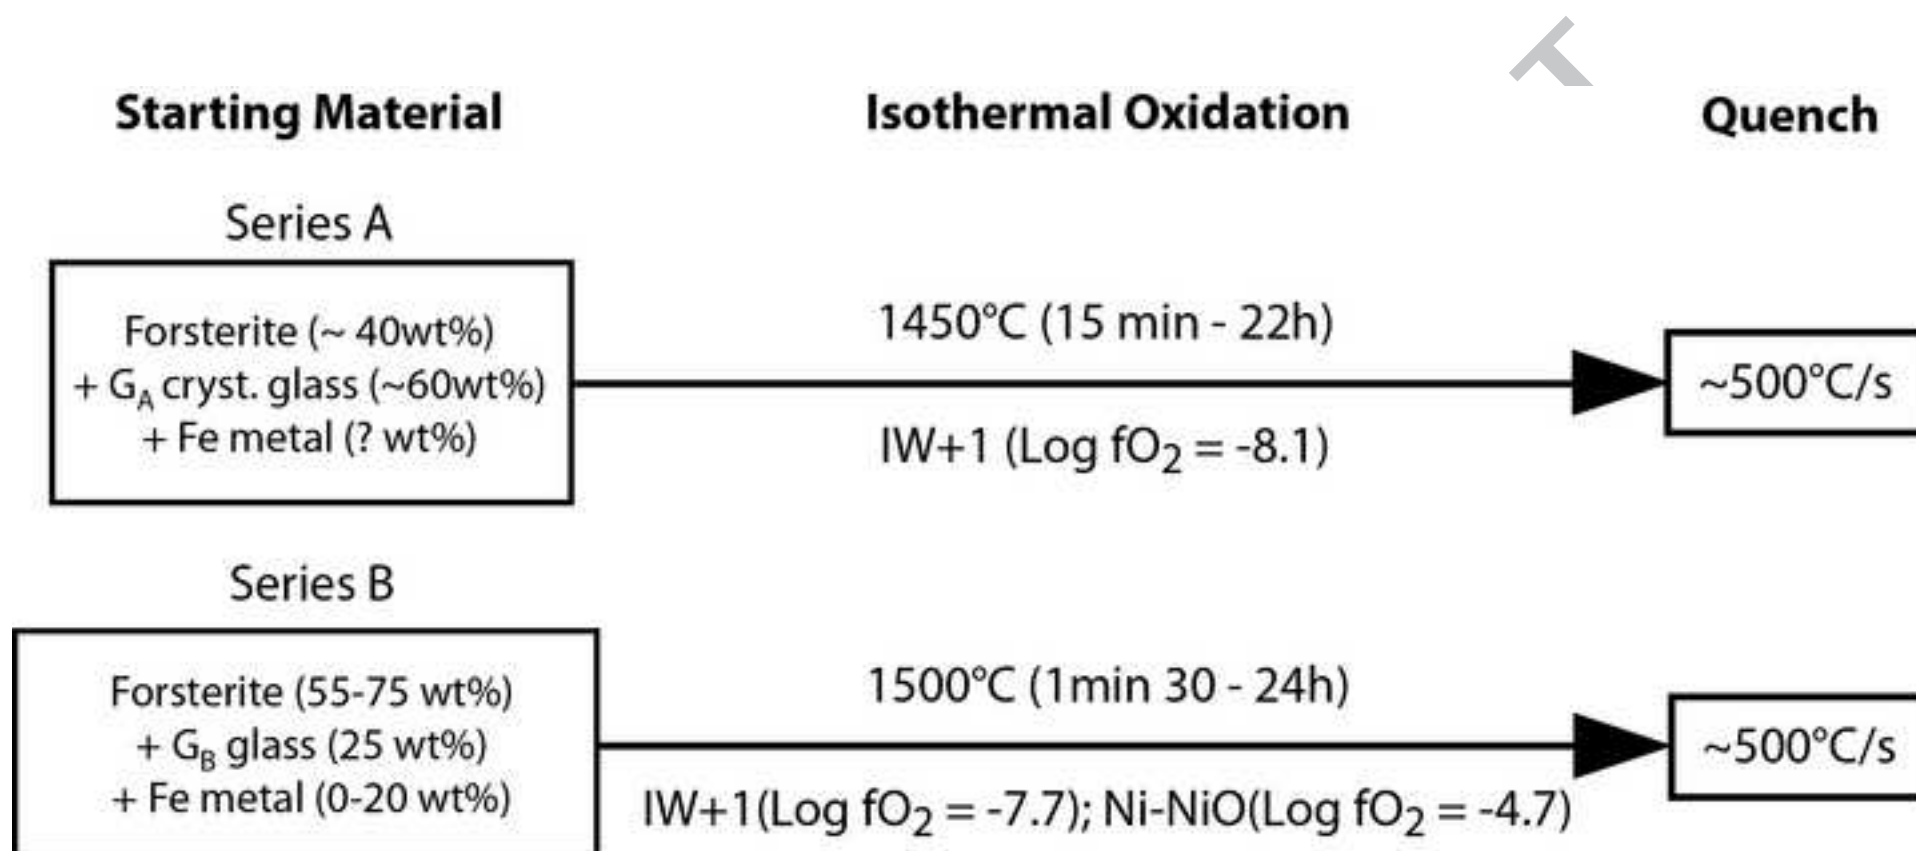 Starting Material
Isothermal Oxidation
Quench
Series A
Forsterite (~ 40wt%)
+ G_A cryst. glass (~60wt%)
+ Fe metal (? wt%)
1450°C (15 min - 22h)
IW+1 (Log fO₂ = -8.1)
~500°C/s
Series B
Forsterite (55-75 wt%)
+ G_B glass (25 wt%)
+ Fe metal (0-20 wt%)
1500°C (1min 30 - 24h)
IW+1(Log fO₂ = -7.7); Ni-NiO(Log fO₂ = -4.7)
~500°C/s